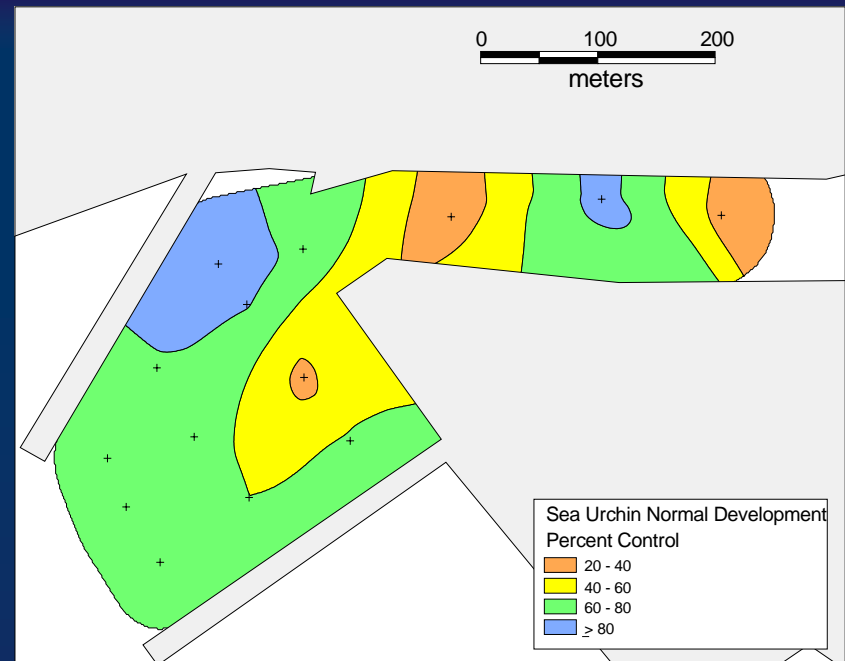 0 100 200
meters
Sea Urchin Normal Development
Percent Control
20 - 40
40 - 60
60 - 80
≥ 80